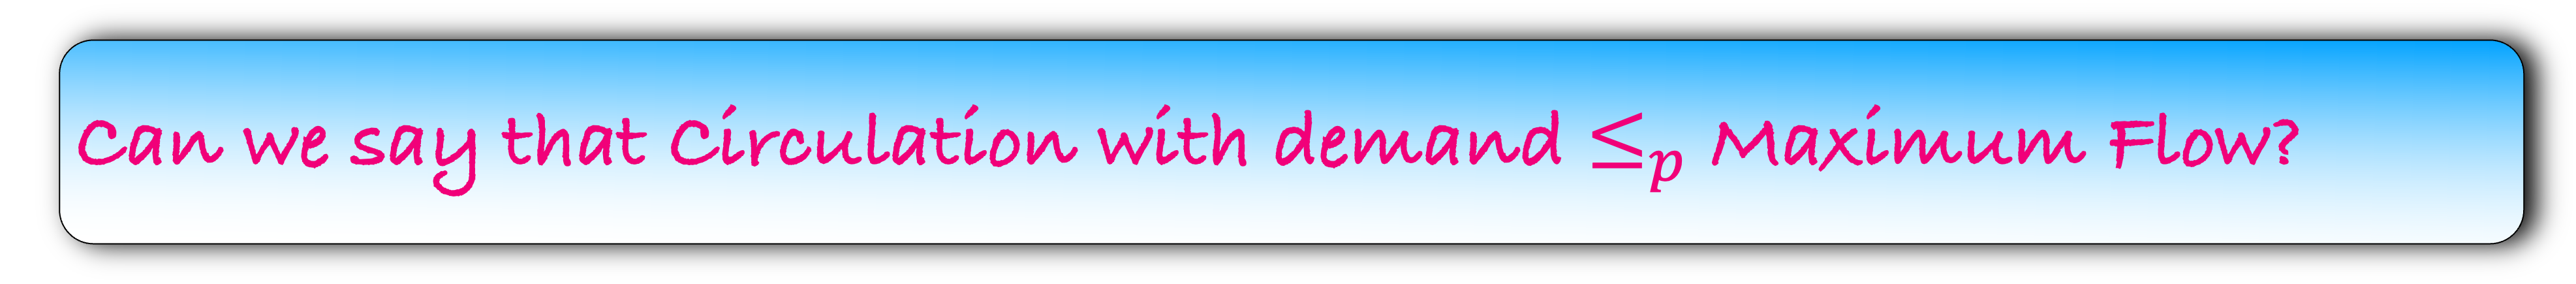 Can we say that Circulation with demand ≤ₚ Maximum Flow?